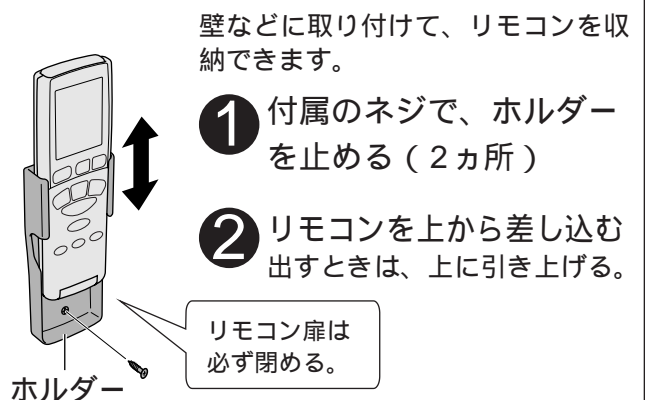 壁などに取り付けて、リモコンを収
納できます。
1 付属のネジで、ホルダー
を止める（2ヵ所）
2 リモコンを上から差し込む
出すときは、上に引き上げる。
リモコン扉は
必ず閉める。
ホルダー